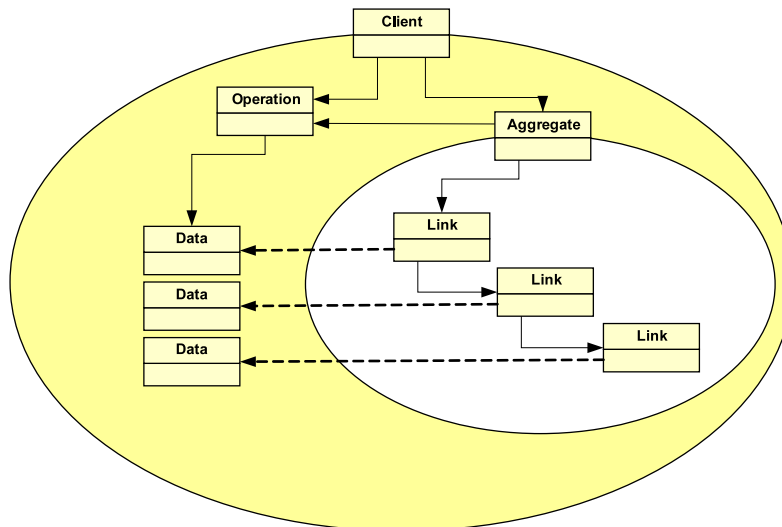 Client
Operation
Aggregate
Link
Data
Link
Data
Link
Data